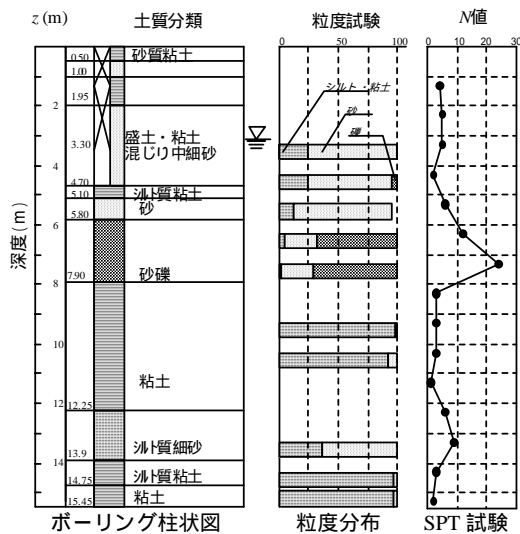 z (m) 土質分類 粒度試験 N値
0 50 100 0 10 20 30
砂質粘土
0.50
1.00
シルト・粘土
1.95
2
砂
盛土・粘土
礫
3.30
混じり中細砂
4
4.70
シルト質粘土
5.10
砂
5.80
6
深度(m)
砂礫
7.90
8
10
粘土
12
12.25
シルト質細砂
13.9
14
シルト質粘土
14.75
粘土
15.45
ボーリング柱状図 粒度分布 SPT 試験